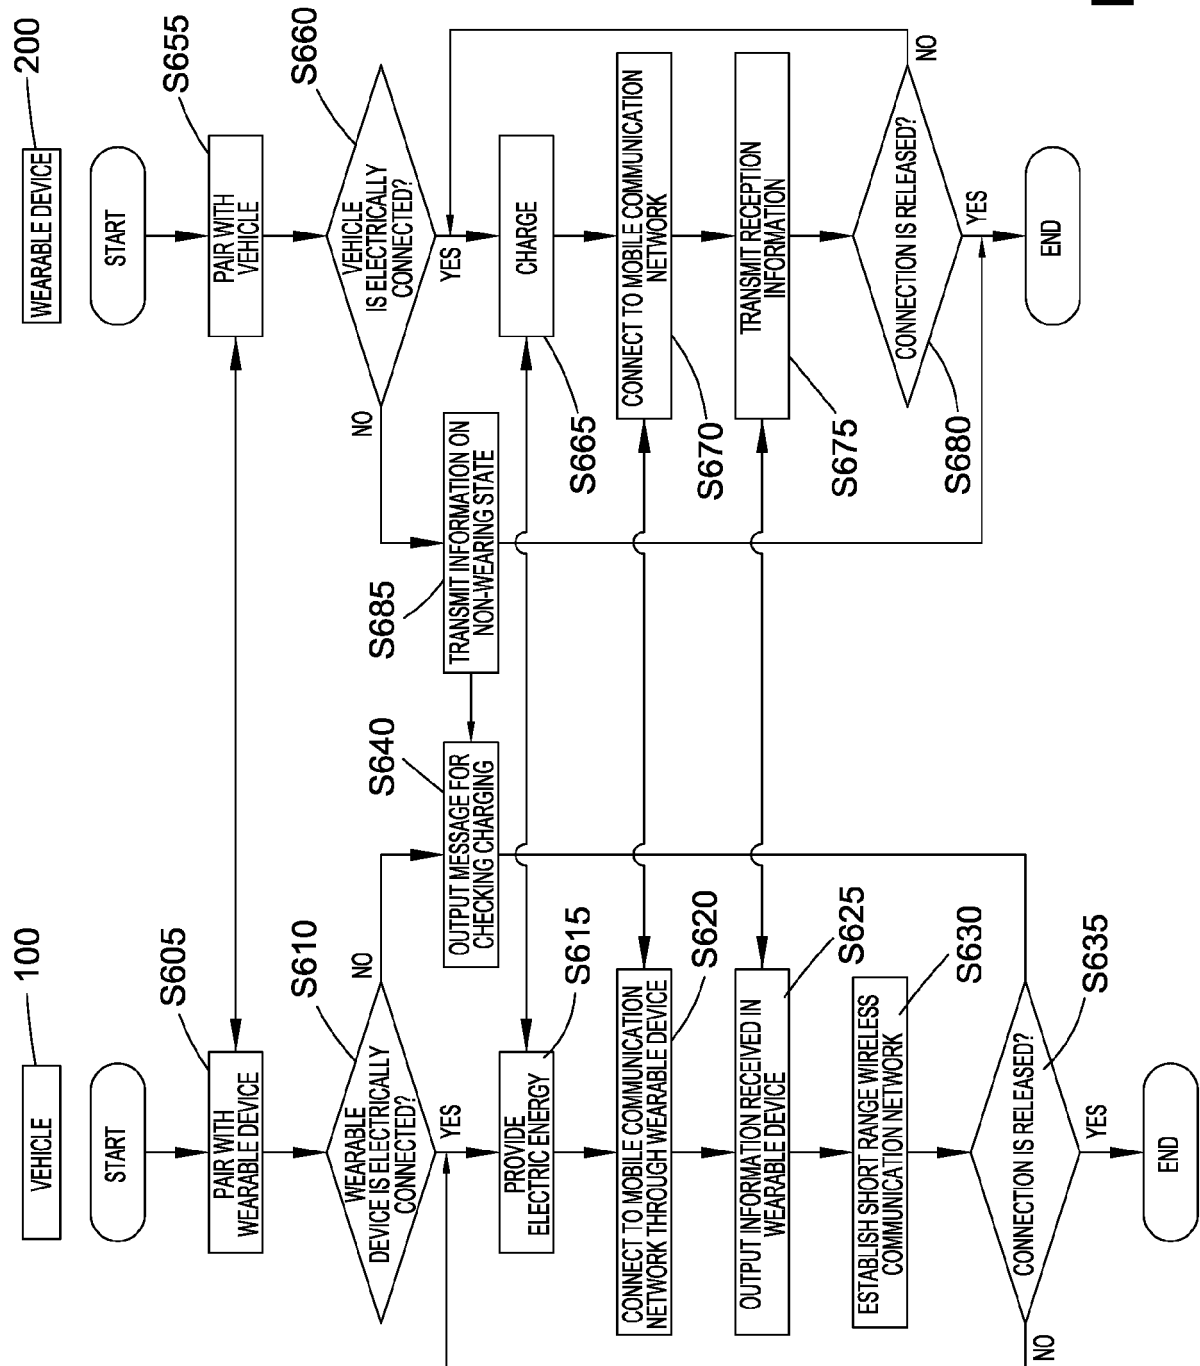 VEHICLE
100
START
PAIR WITH
WEARABLE DEVICE
S605
WEARABLE
DEVICE IS ELECTRICALLY
CONNECTED?
S610
NO
YES
PROVIDE
ELECTRIC ENERGY
S615
CONNECT TO MOBILE COMMUNICATION
NETWORK THROUGH WEARABLE DEVICE
S620
OUTPUT INFORMATION RECEIVED IN
WEARABLE DEVICE
S625
ESTABLISH SHORT RANGE WIRELESS
COMMUNICATION NETWORK
S630
CONNECTION IS RELEASED?
S635
NO
YES
END
OUTPUT MESSAGE FOR
CHECKING CHARGING
S640
WEARABLE DEVICE
200
START
PAIR WITH
VEHICLE
S655
VEHICLE
IS ELECTRICALLY
CONNECTED?
S660
NO
YES
TRANSMIT INFORMATION ON
NON-WEARING STATE
S685
CHARGE
S665
CONNECT TO MOBILE COMMUNICATION
NETWORK
S670
TRANSMIT RECEPTION
INFORMATION
S675
CONNECTION IS RELEASED?
S680
NO
YES
END